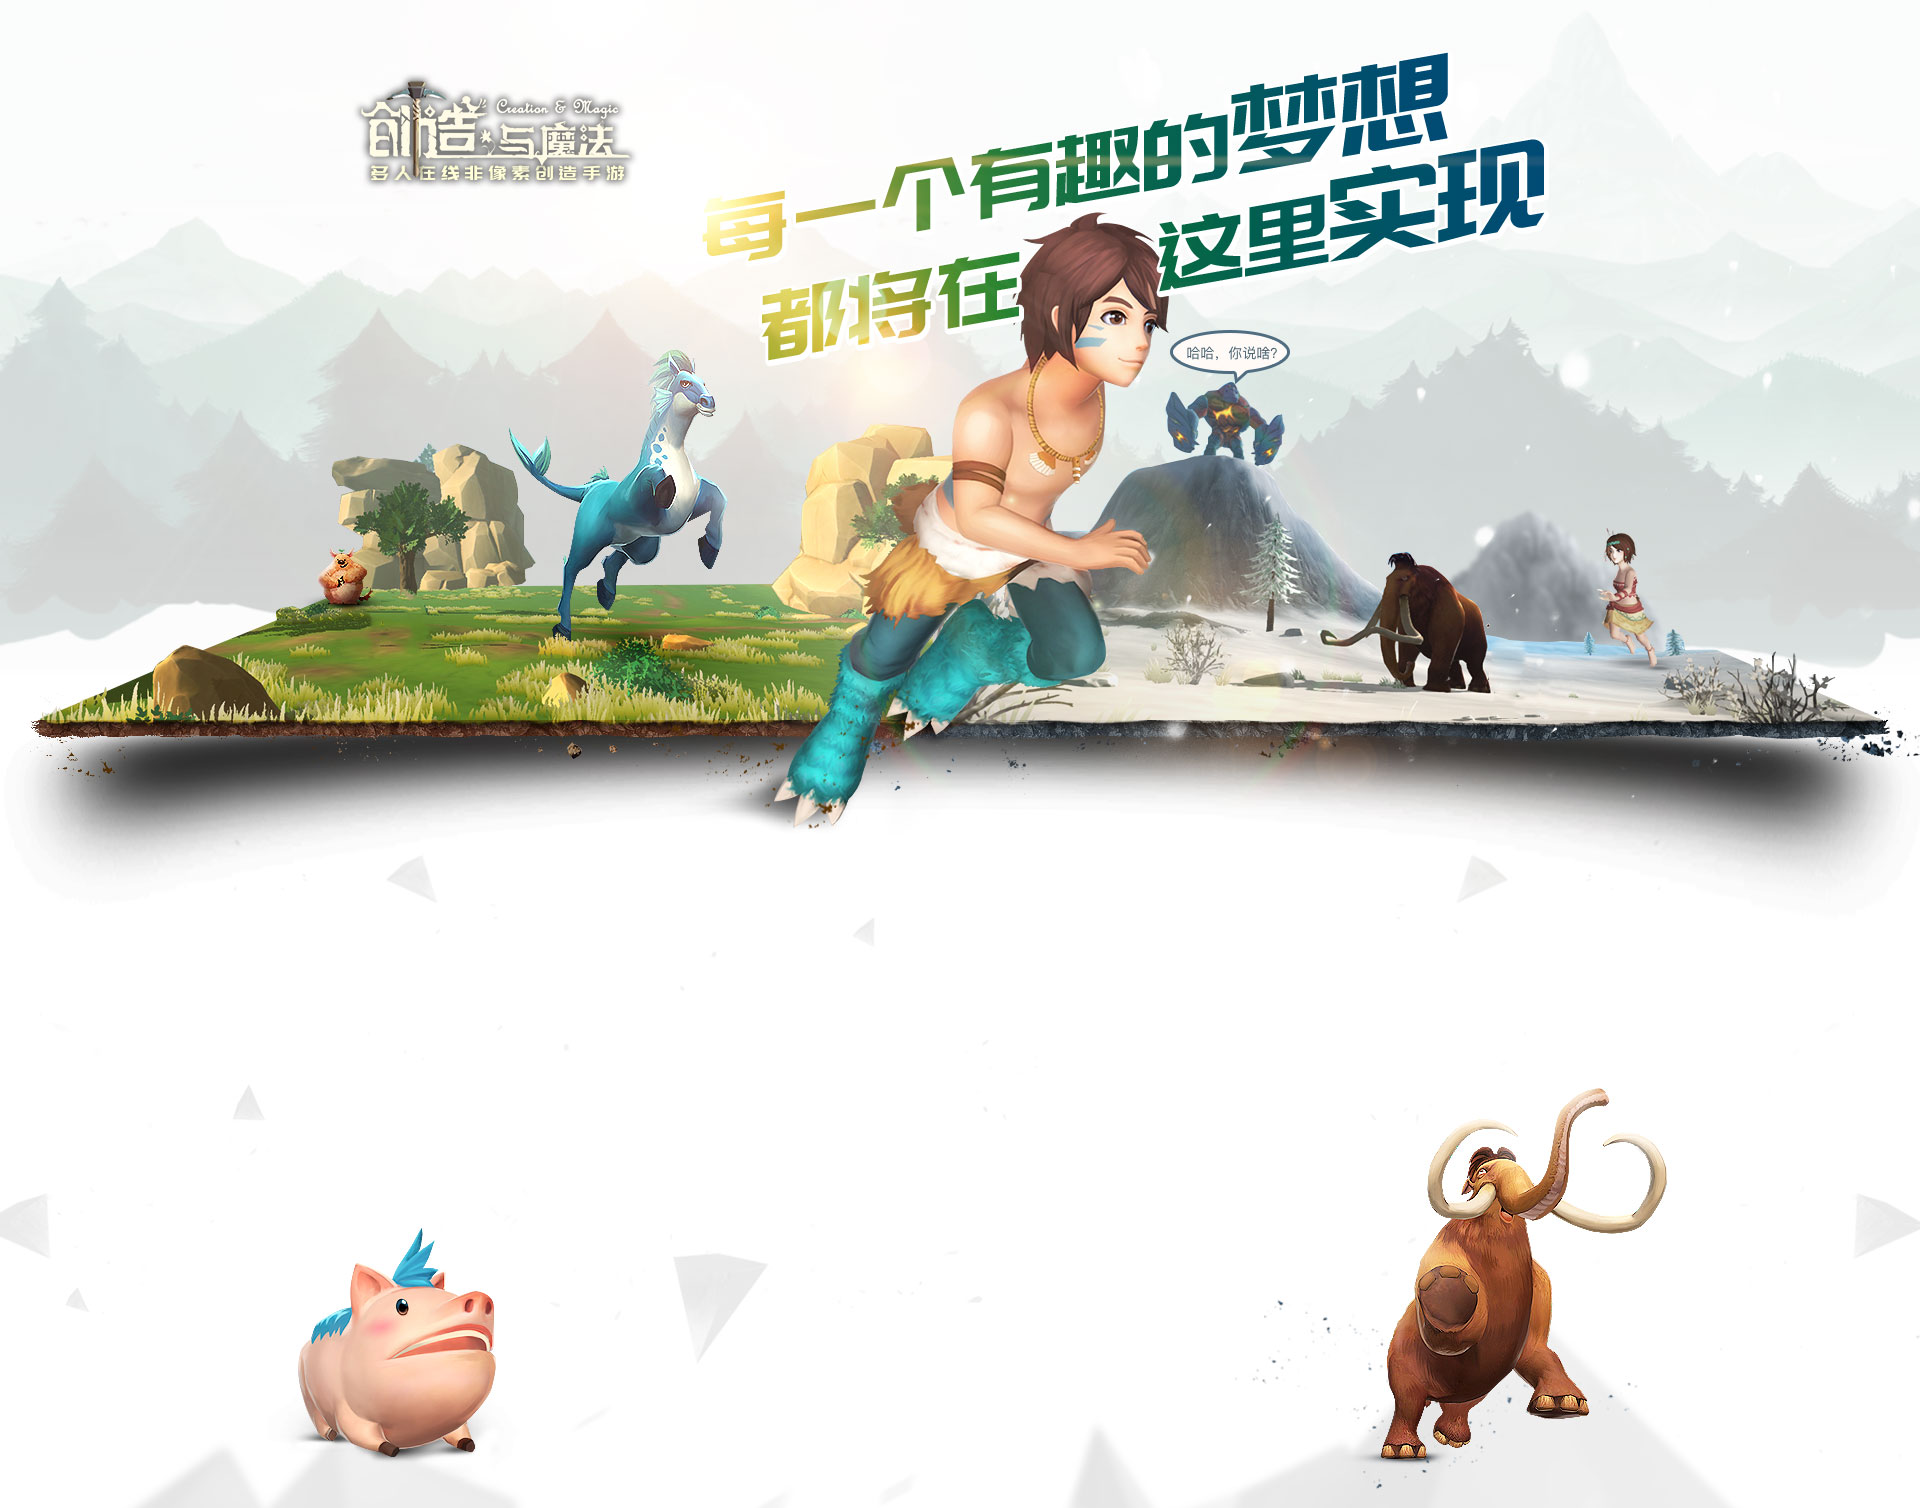 Creation & Magic
创造与魔法
多人在线非像素创造手游
每一个有趣的梦想
都将在这里实现
哈哈，你说啥?